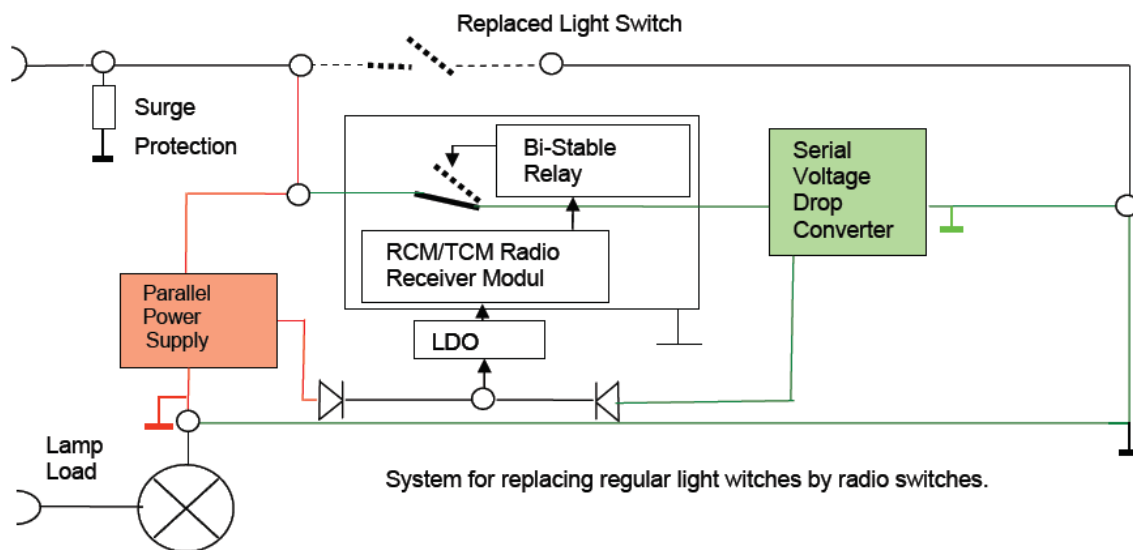 Replaced Light Switch
Surge
Protection
Bi-Stable
Relay
Serial
Voltage
Drop
Converter
RCM/TCM Radio
Receiver Modul
Parallel
Power
Supply
LDO
Lamp
Load
System for replacing regular light witches by radio switches.